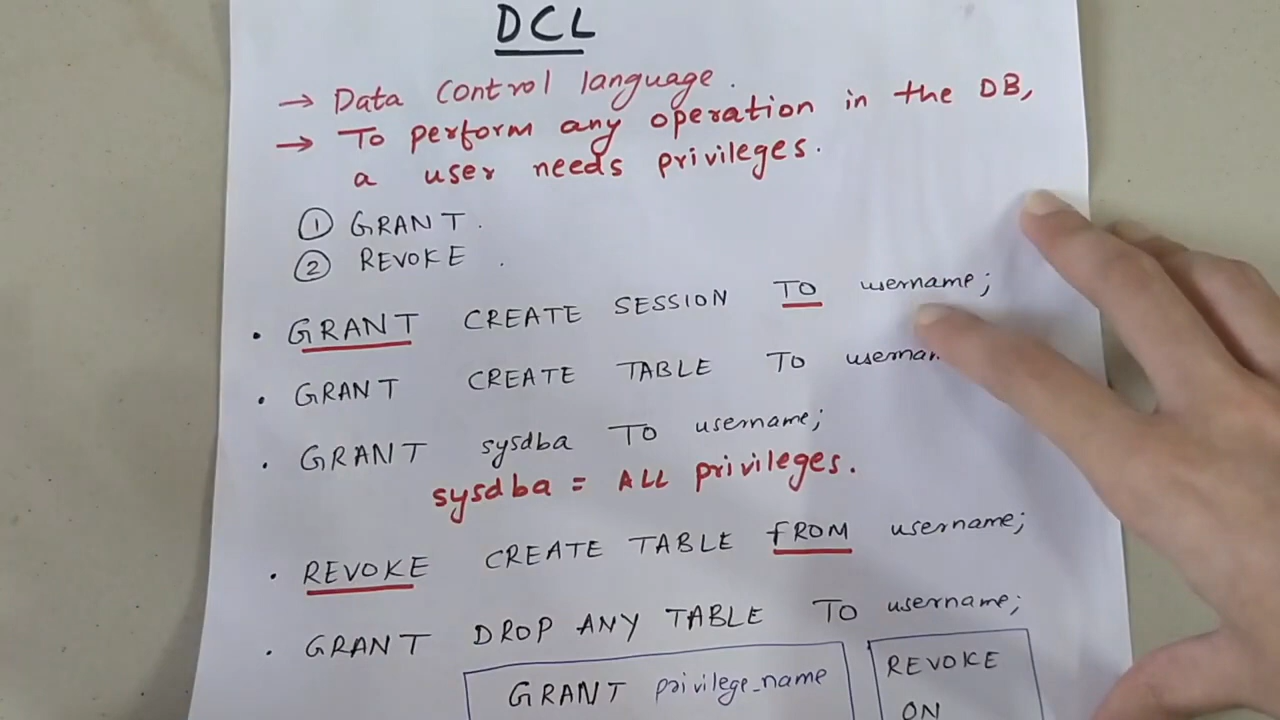 DCL
→ Data Control language.
→ To perform any operation in the DB,
a user needs privileges.
① GRANT.
② REVOKE.
• GRANT CREATE SESSION TO username;
• GRANT CREATE TABLE TO
• GRANT sysdba TO username;
sysdba = ALL privileges.
• REVOKE CREATE TABLE FROM username;
• GRANT DROP ANY TABLE TO username;
GRANT privilege_name
REVOKE
ON